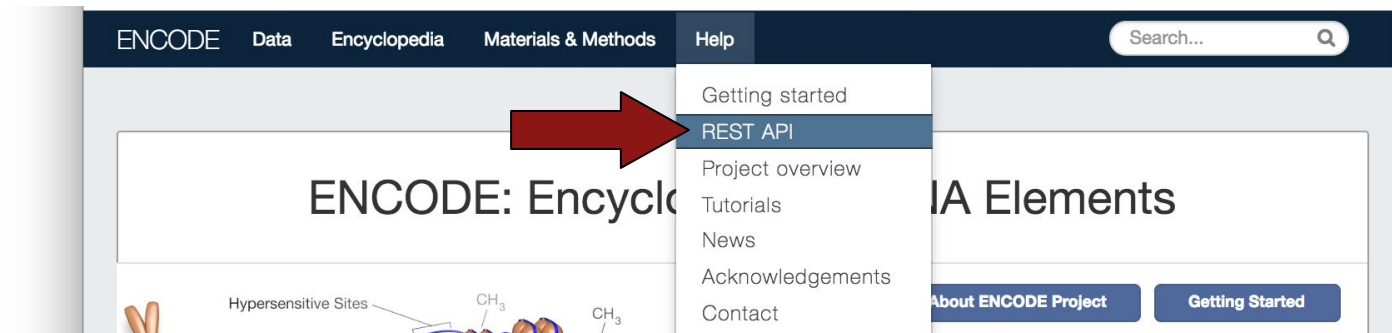 ENCODE Data Encyclopedia Materials & Methods Help Search...
Getting started
REST API
Project overview
Tutorials
News
Acknowledgements
Contact
ENCODE: Encyclo NA Elements
Hypersensitive Sites
CH3
CH3
About ENCODE Project
Getting Started